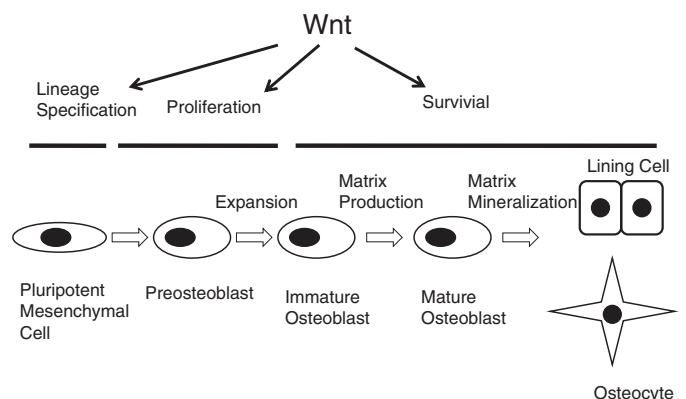 Wnt
Lineage
Specification
Proliferation
Survivial
Lining Cell
Expansion
Matrix
Production
Matrix
Mineralization
Pluripotent
Mesenchymal
Cell
Preosteoblast
Immature
Osteoblast
Mature
Osteoblast
Osteocyte